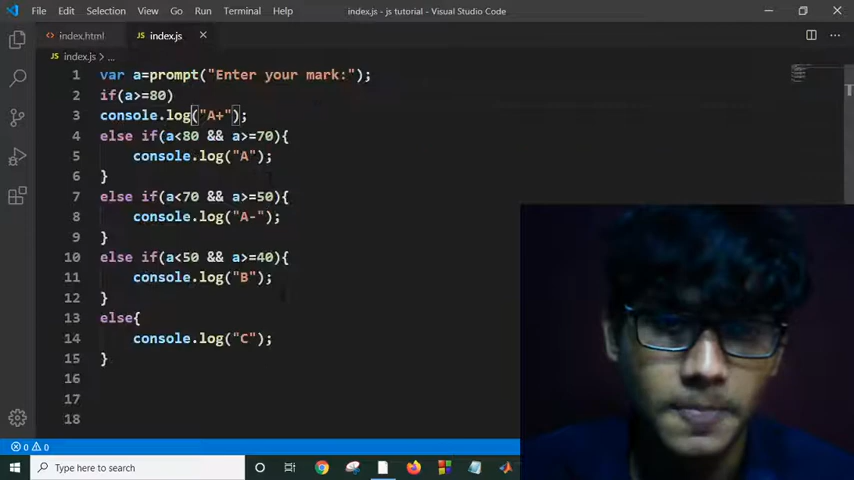 File Edit Selection View Go Run Terminal Help index.js - js tutorial - Visual Studio Code
index.html JS index.js
JS index.js > ...
1 var a=prompt("Enter your mark:");
2 if(a>=80)
3 console.log("A+");
4 else if(a<80 && a>=70){
5 console.log("A");
6 }
7 else if(a<70 && a>=50){
8 console.log("A-");
9 }
10 else if(a<50 && a>=40){
11 console.log("B");
12 }
13 else{
14 console.log("C");
15 }
16
17
18
0 0
Type here to search